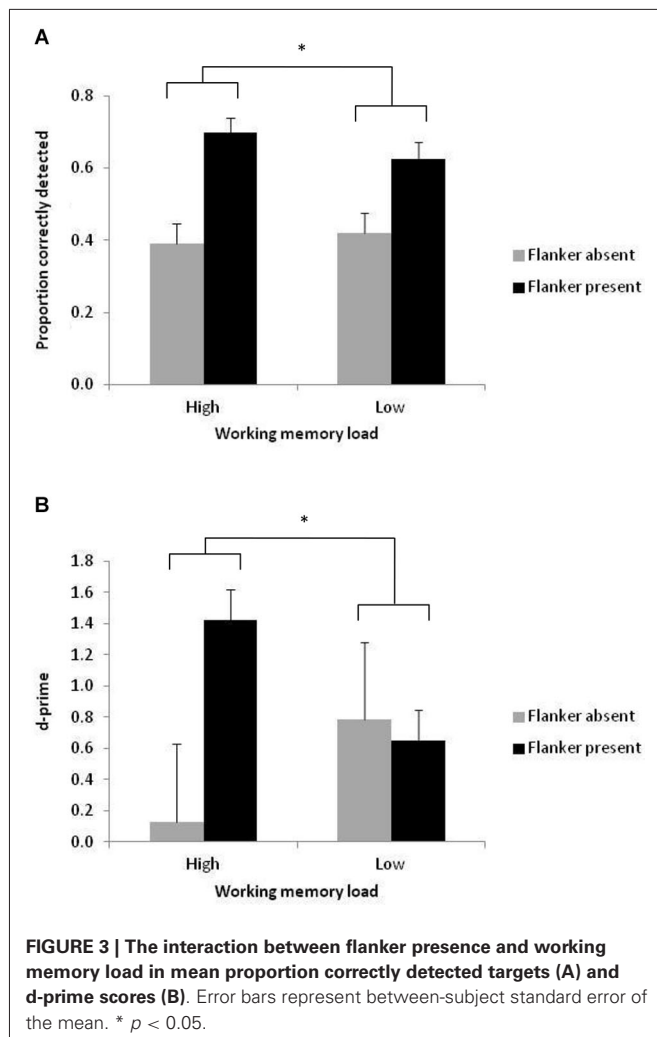 A
*
0.8
0.6
0.4
0.2
0.0
Proportion correctly detected
High
Low
Working memory load
Flanker absent
Flanker present
B
*
1.8
1.6
1.4
1.2
1.0
0.8
0.6
0.4
0.2
0.0
d-prime
High
Low
Working memory load
Flanker absent
Flanker present
FIGURE 3 | The interaction between flanker presence and working
memory load in mean proportion correctly detected targets (A) and
d-prime scores (B). Error bars represent between-subject standard error of
the mean. * p < 0.05.